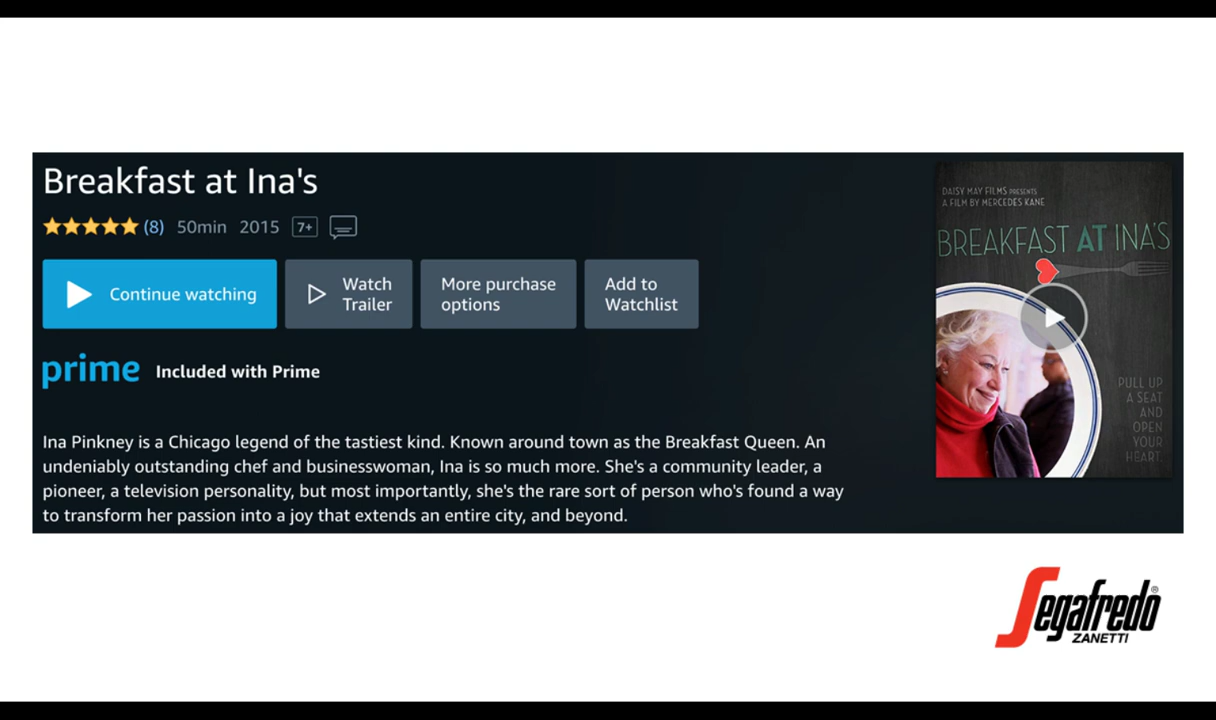 Breakfast at Ina's
(8) 50min 2015 7+
Continue watching
Watch
Trailer
More purchase
options
Add to
Watchlist
prime Included with Prime
Ina Pinkney is a Chicago legend of the tastiest kind. Known around town as the Breakfast Queen. An
undeniably outstanding chef and businesswoman, Ina is so much more. She's a community leader, a
pioneer, a television personality, but most importantly, she's the rare sort of person who's found a way
to transform her passion into a joy that extends an entire city, and beyond.
DAISY MAY FILMS PRESENTS
A FILM BY MERCEDES KANE
BREAKFAST AT INA'S
PULL UP
A SEAT
AND
OPEN
YOUR
HEART.
Segafredo®
ZANETTI